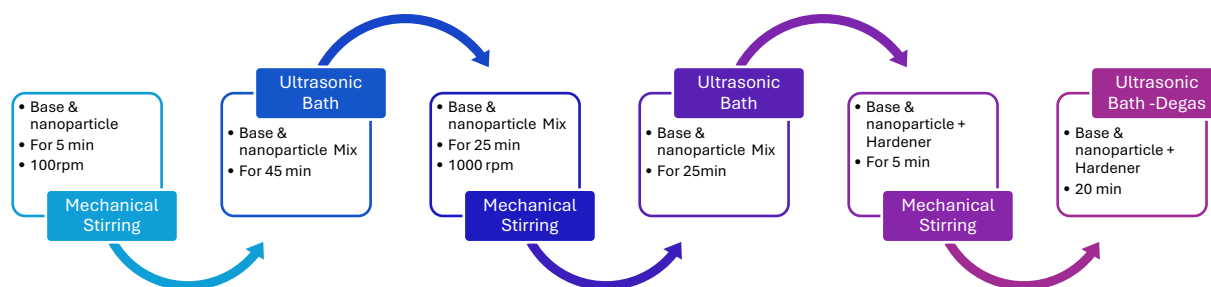 • Base &
nanoparticle
• For 5 min
• 100rpm
Mechanical
Stirring
Ultrasonic
Bath
• Base &
nanoparticle Mix
• For 45 min
• Base &
nanoparticle Mix
• For 25 min
• 1000 rpm
Mechanical
Stirring
Ultrasonic
Bath
• Base &
nanoparticle Mix
• For 25min
• Base &
nanoparticle +
Hardener
• For 5 min
Mechanical
Stirring
Ultrasonic
Bath -Degas
• Base &
nanoparticle +
Hardener
• 20 min